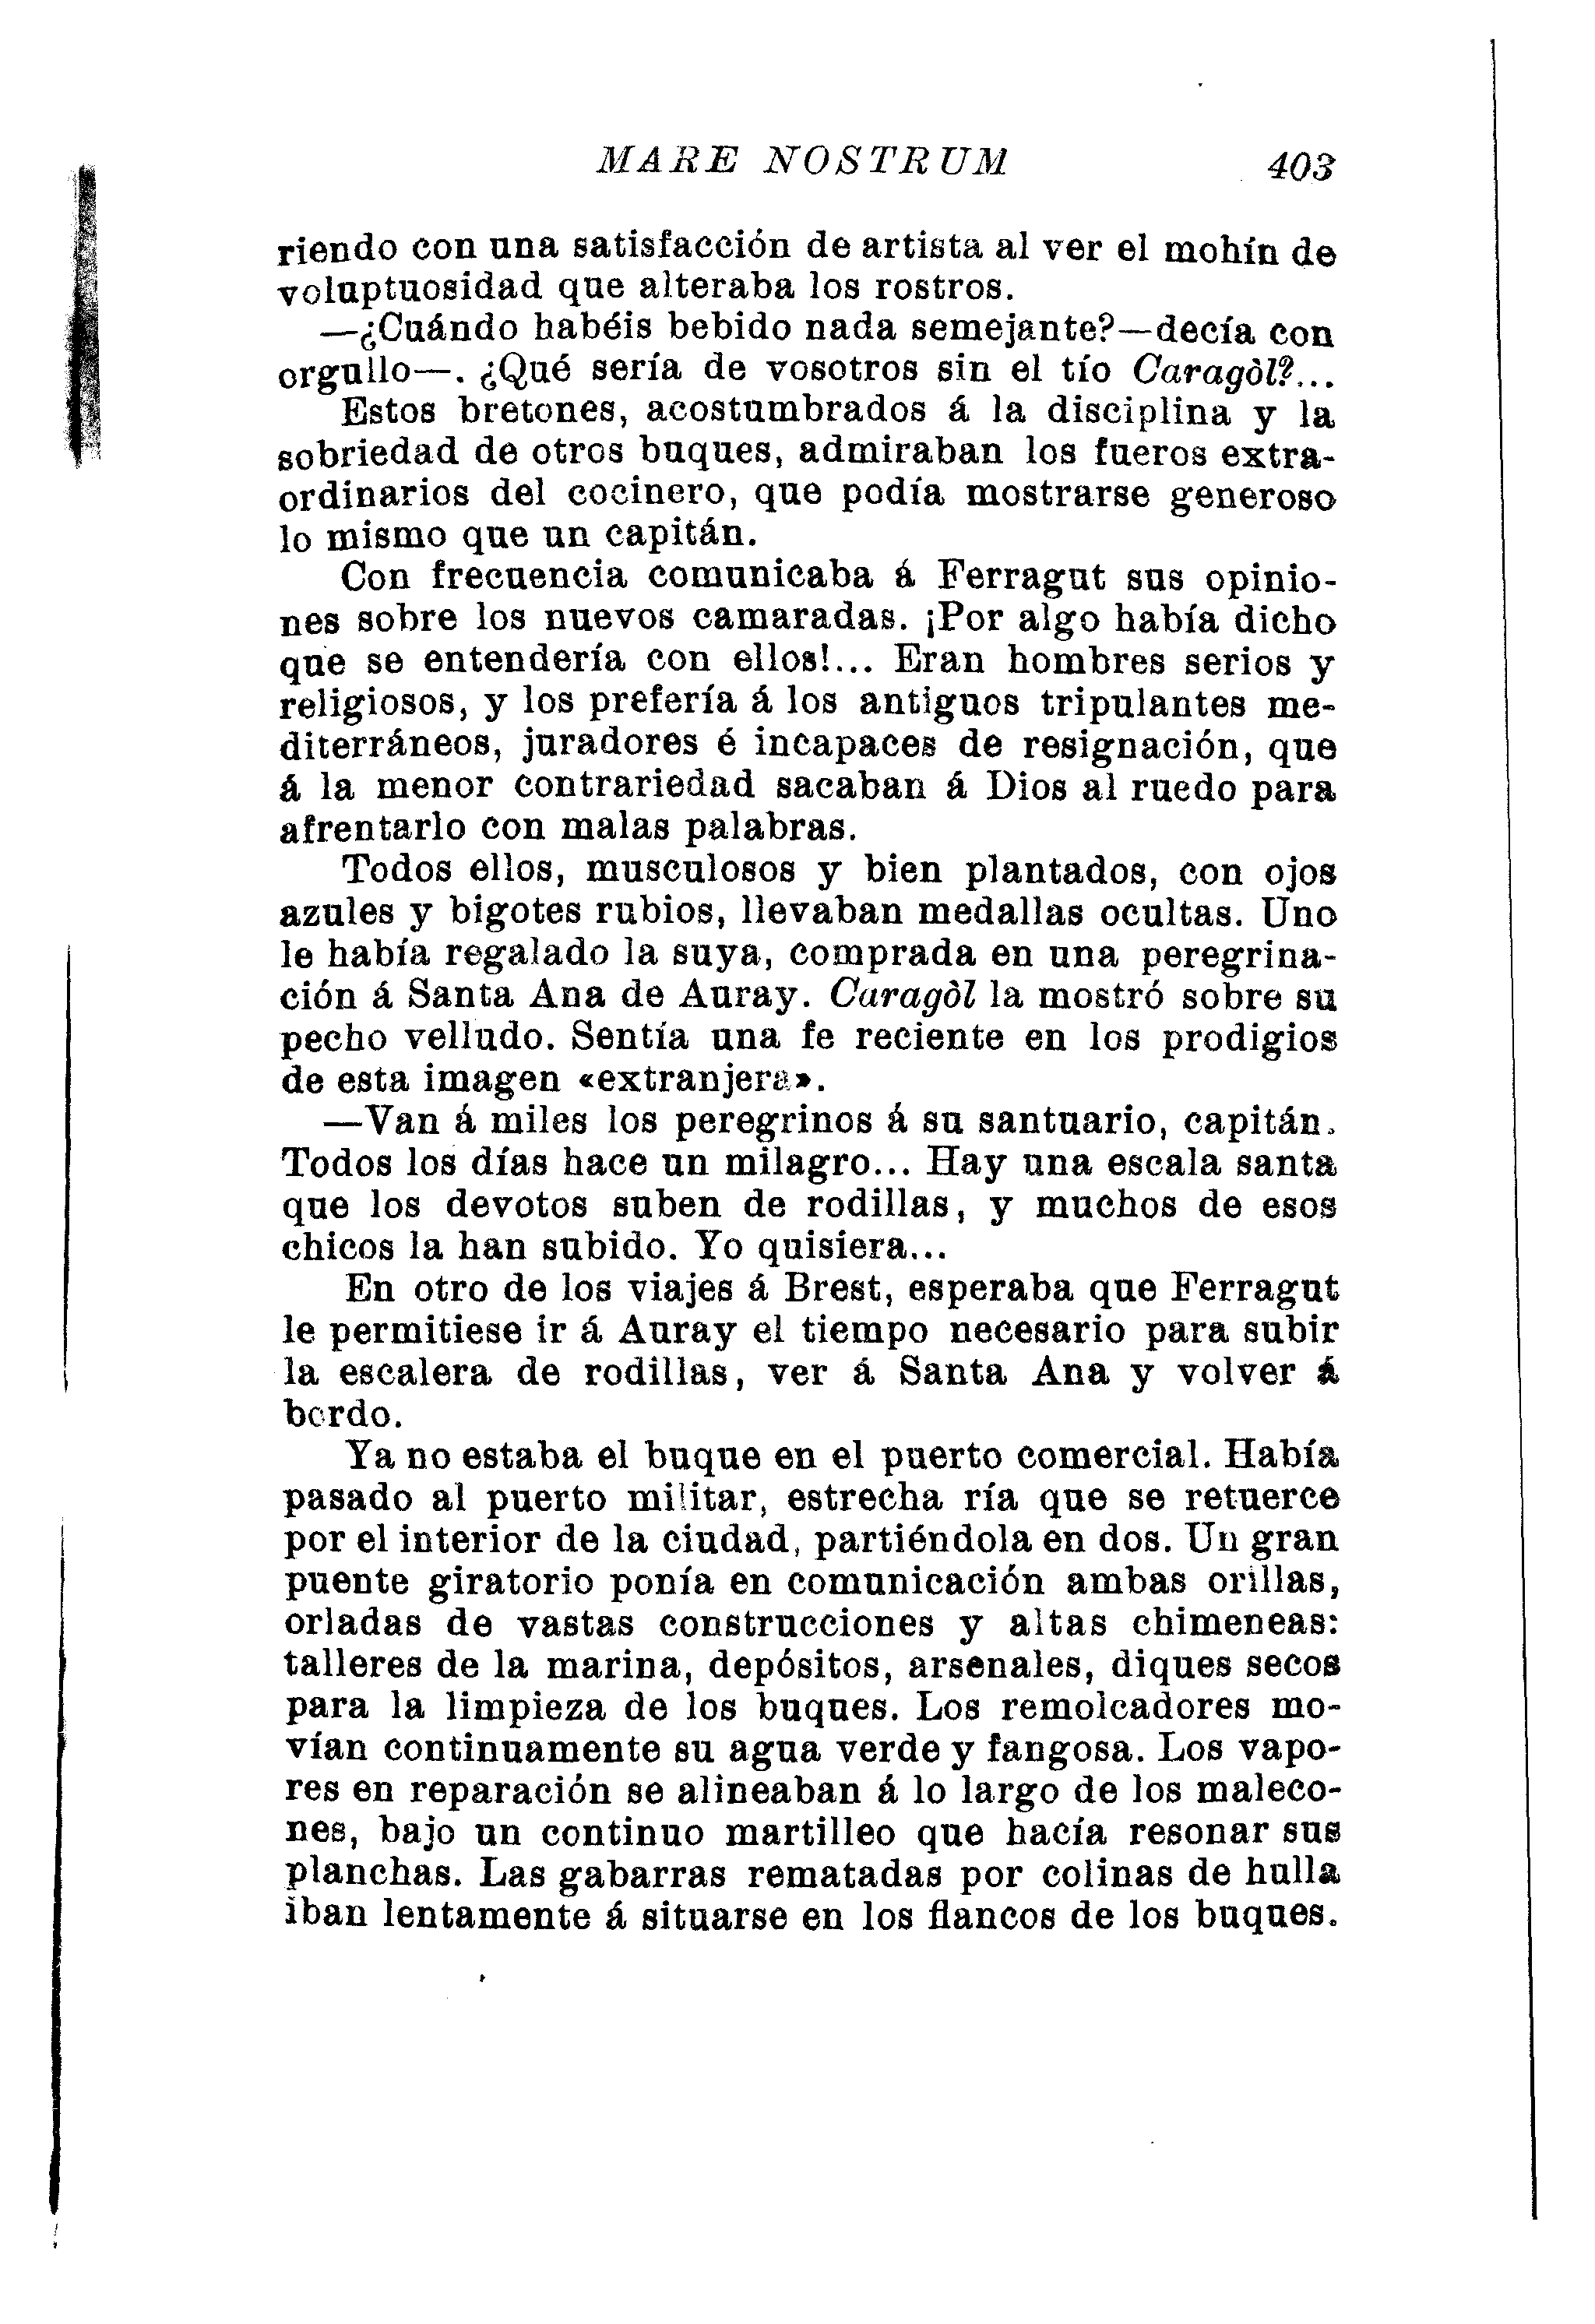 MARE NOSTRUM 403
riendo con una satisfacción de artista al ver el mohín de
voluptuosidad que alteraba los rostros.
—¿Cuándo habéis bebido nada semejante?—decía con
orgullo—. ¿Qué sería de vosotros sin el tío Caragòl?...
Estos bretones, acostumbrados á la disciplina y la
sobriedad de otros buques, admiraban los fueros extra-
ordinarios del cocinero, que podía mostrarse generoso
lo mismo que un capitán.
Con frecuencia comunicaba á Ferragut sus opinio-
nes sobre los nuevos camaradas. ¡Por algo había dicho
que se entendería con ellos!... Eran hombres serios y
religiosos, y los prefería á los antiguos tripulantes me-
diterráneos, juradores é incapaces de resignación, que
á la menor contrariedad sacaban á Dios al ruedo para
afrentarlo con malas palabras.
Todos ellos, musculosos y bien plantados, con ojos
azules y bigotes rubios, llevaban medallas ocultas. Uno
le había regalado la suya, comprada en una peregrina-
ción á Santa Ana de Auray. Caragòl la mostró sobre su
pecho velludo. Sentía una fe reciente en los prodigios
de esta imagen «extranjera».
—Van á miles los peregrinos á su santuario, capitán.
Todos los días hace un milagro... Hay una escala santa
que los devotos suben de rodillas, y muchos de esos
chicos la han subido. Yo quisiera...
En otro de los viajes á Brest, esperaba que Ferragut
le permitiese ir á Auray el tiempo necesario para subir
la escalera de rodillas, ver á Santa Ana y volver á
bordo.
Ya no estaba el buque en el puerto comercial. Había
pasado al puerto militar, estrecha ría que se retuerce
por el interior de la ciudad, partiéndola en dos. Un gran
puente giratorio ponía en comunicación ambas orillas,
orladas de vastas construcciones y altas chimeneas:
talleres de la marina, depósitos, arsenales, diques secos
para la limpieza de los buques. Los remolcadores mo-
vían continuamente su agua verde y fangosa. Los vapo-
res en reparación se alineaban á lo largo de los maleco-
nes, bajo un continuo martilleo que hacía resonar sus
planchas. Las gabarras rematadas por colinas de hulla
iban lentamente á situarse en los flancos de los buques.